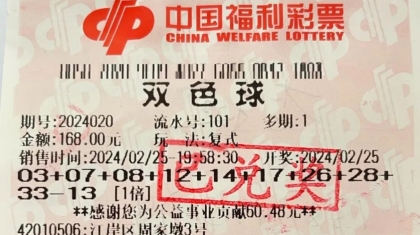 中国福利彩票
CHINA WELFARE LOTTERY
双色球
期号:2024020 流水号:101 多期:1
金额:168.00元 玩 法:复式
销售时间:2024/02/25-19:58:30 开奖:2024/02/25
03+07+08+12+14+17+26+28+
33-13 [1倍]
已兑奖
**感谢您为公益事业贡献60.48元**
42010506:江岸区周家墩3号